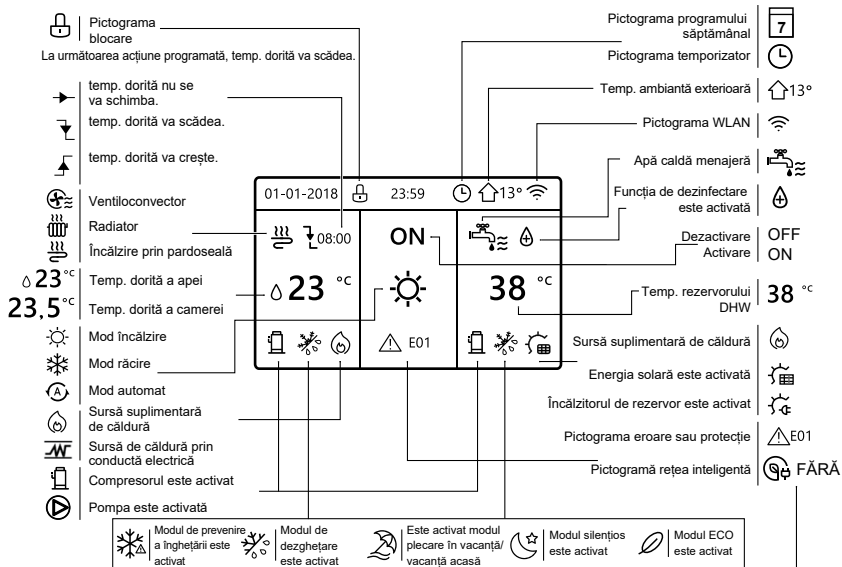 Pictograma
blocare
La următoarea acțiune programată, temp. dorită va scădea.
temp. dorită nu se
va schimba.
temp. dorită va scădea.
temp. dorită va crește.
Ventiloconvector
Radiator
Încălzire prin pardoseală
23°C Temp. dorită a apei
23,5°C Temp. dorită a camerei
Mod încălzire
Mod răcire
A Mod automat
Sursă suplimentară
de căldură
Sursă de căldură prin
conductă electrică
Compresorul este activat
Pompa este activată
01-01-2018 23:59 13°
08:00 ON
23 °C 38 °C
E01
Pictograma programului
săptămânal 7
Pictograma temporizator
Temp. ambiantă exterioară 13°
Pictograma WLAN
Apă caldă menajeră
Funcția de dezinfectare
este activată
Dezactivare OFF
Activare ON
Temp. rezervorului 38 °C
DHW
Sursă suplimentară de căldură
Energia solară este activată
Încălzitorul de rezervor este activat
Pictograma eroare sau protecție E01
Pictogramă rețea inteligentă FĂRĂ
Modul de prevenire
a înghețării este
activat
Modul de
dezghețare
este activat
Este activat modul
plecare în vacanță/
vacanță acasă
Modul silențios
este activat
Modul ECO
este activat